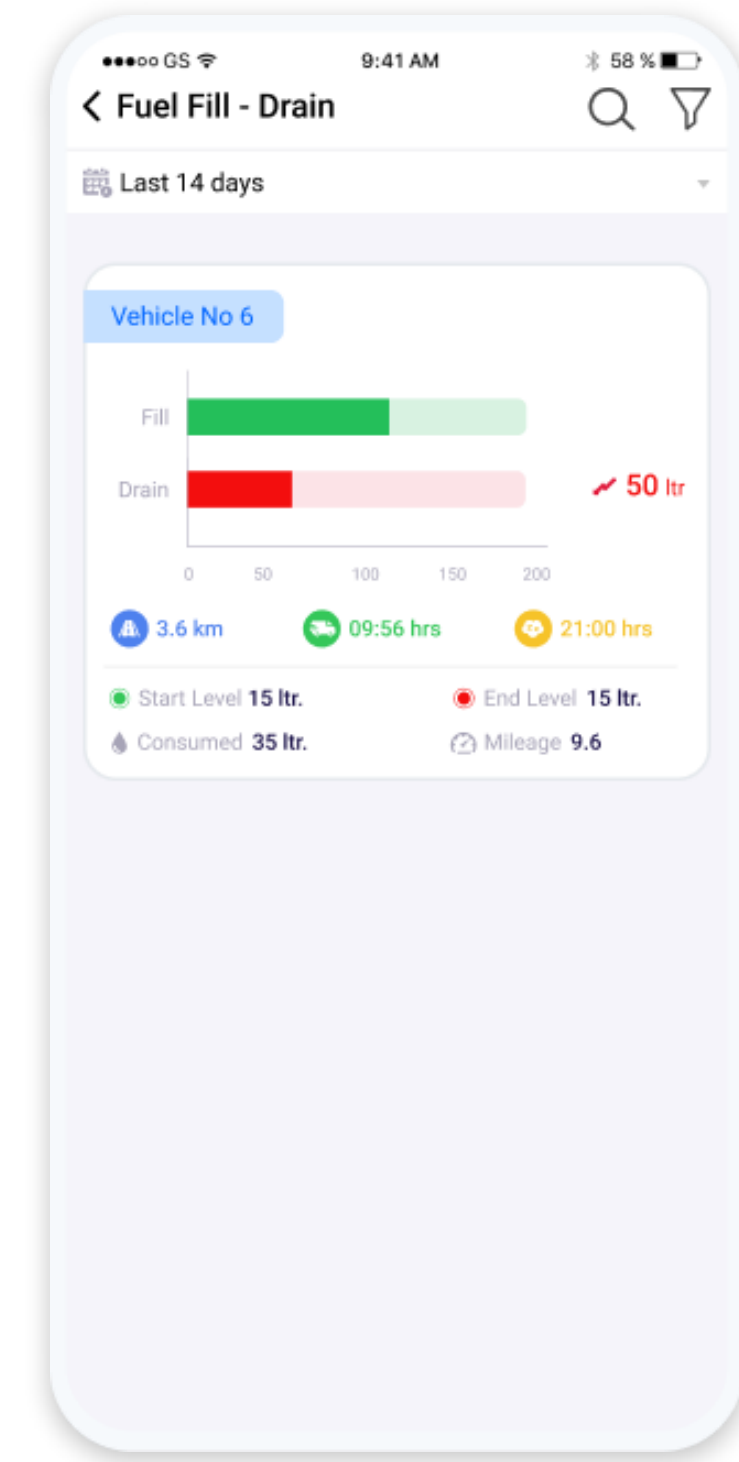 GS 9:41 AM 58 %
Fuel Fill - Drain
Last 14 days
Vehicle No 6
Fill
Drain 50 ltr
0 50 100 150 200
3.6 km 09:56 hrs 21:00 hrs
Start Level 15 ltr. End Level 15 ltr.
Consumed 35 ltr. Mileage 9.6